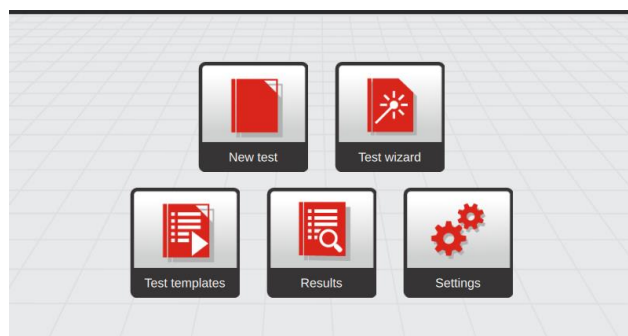 New test
Test wizard
Test templates
Results
Settings